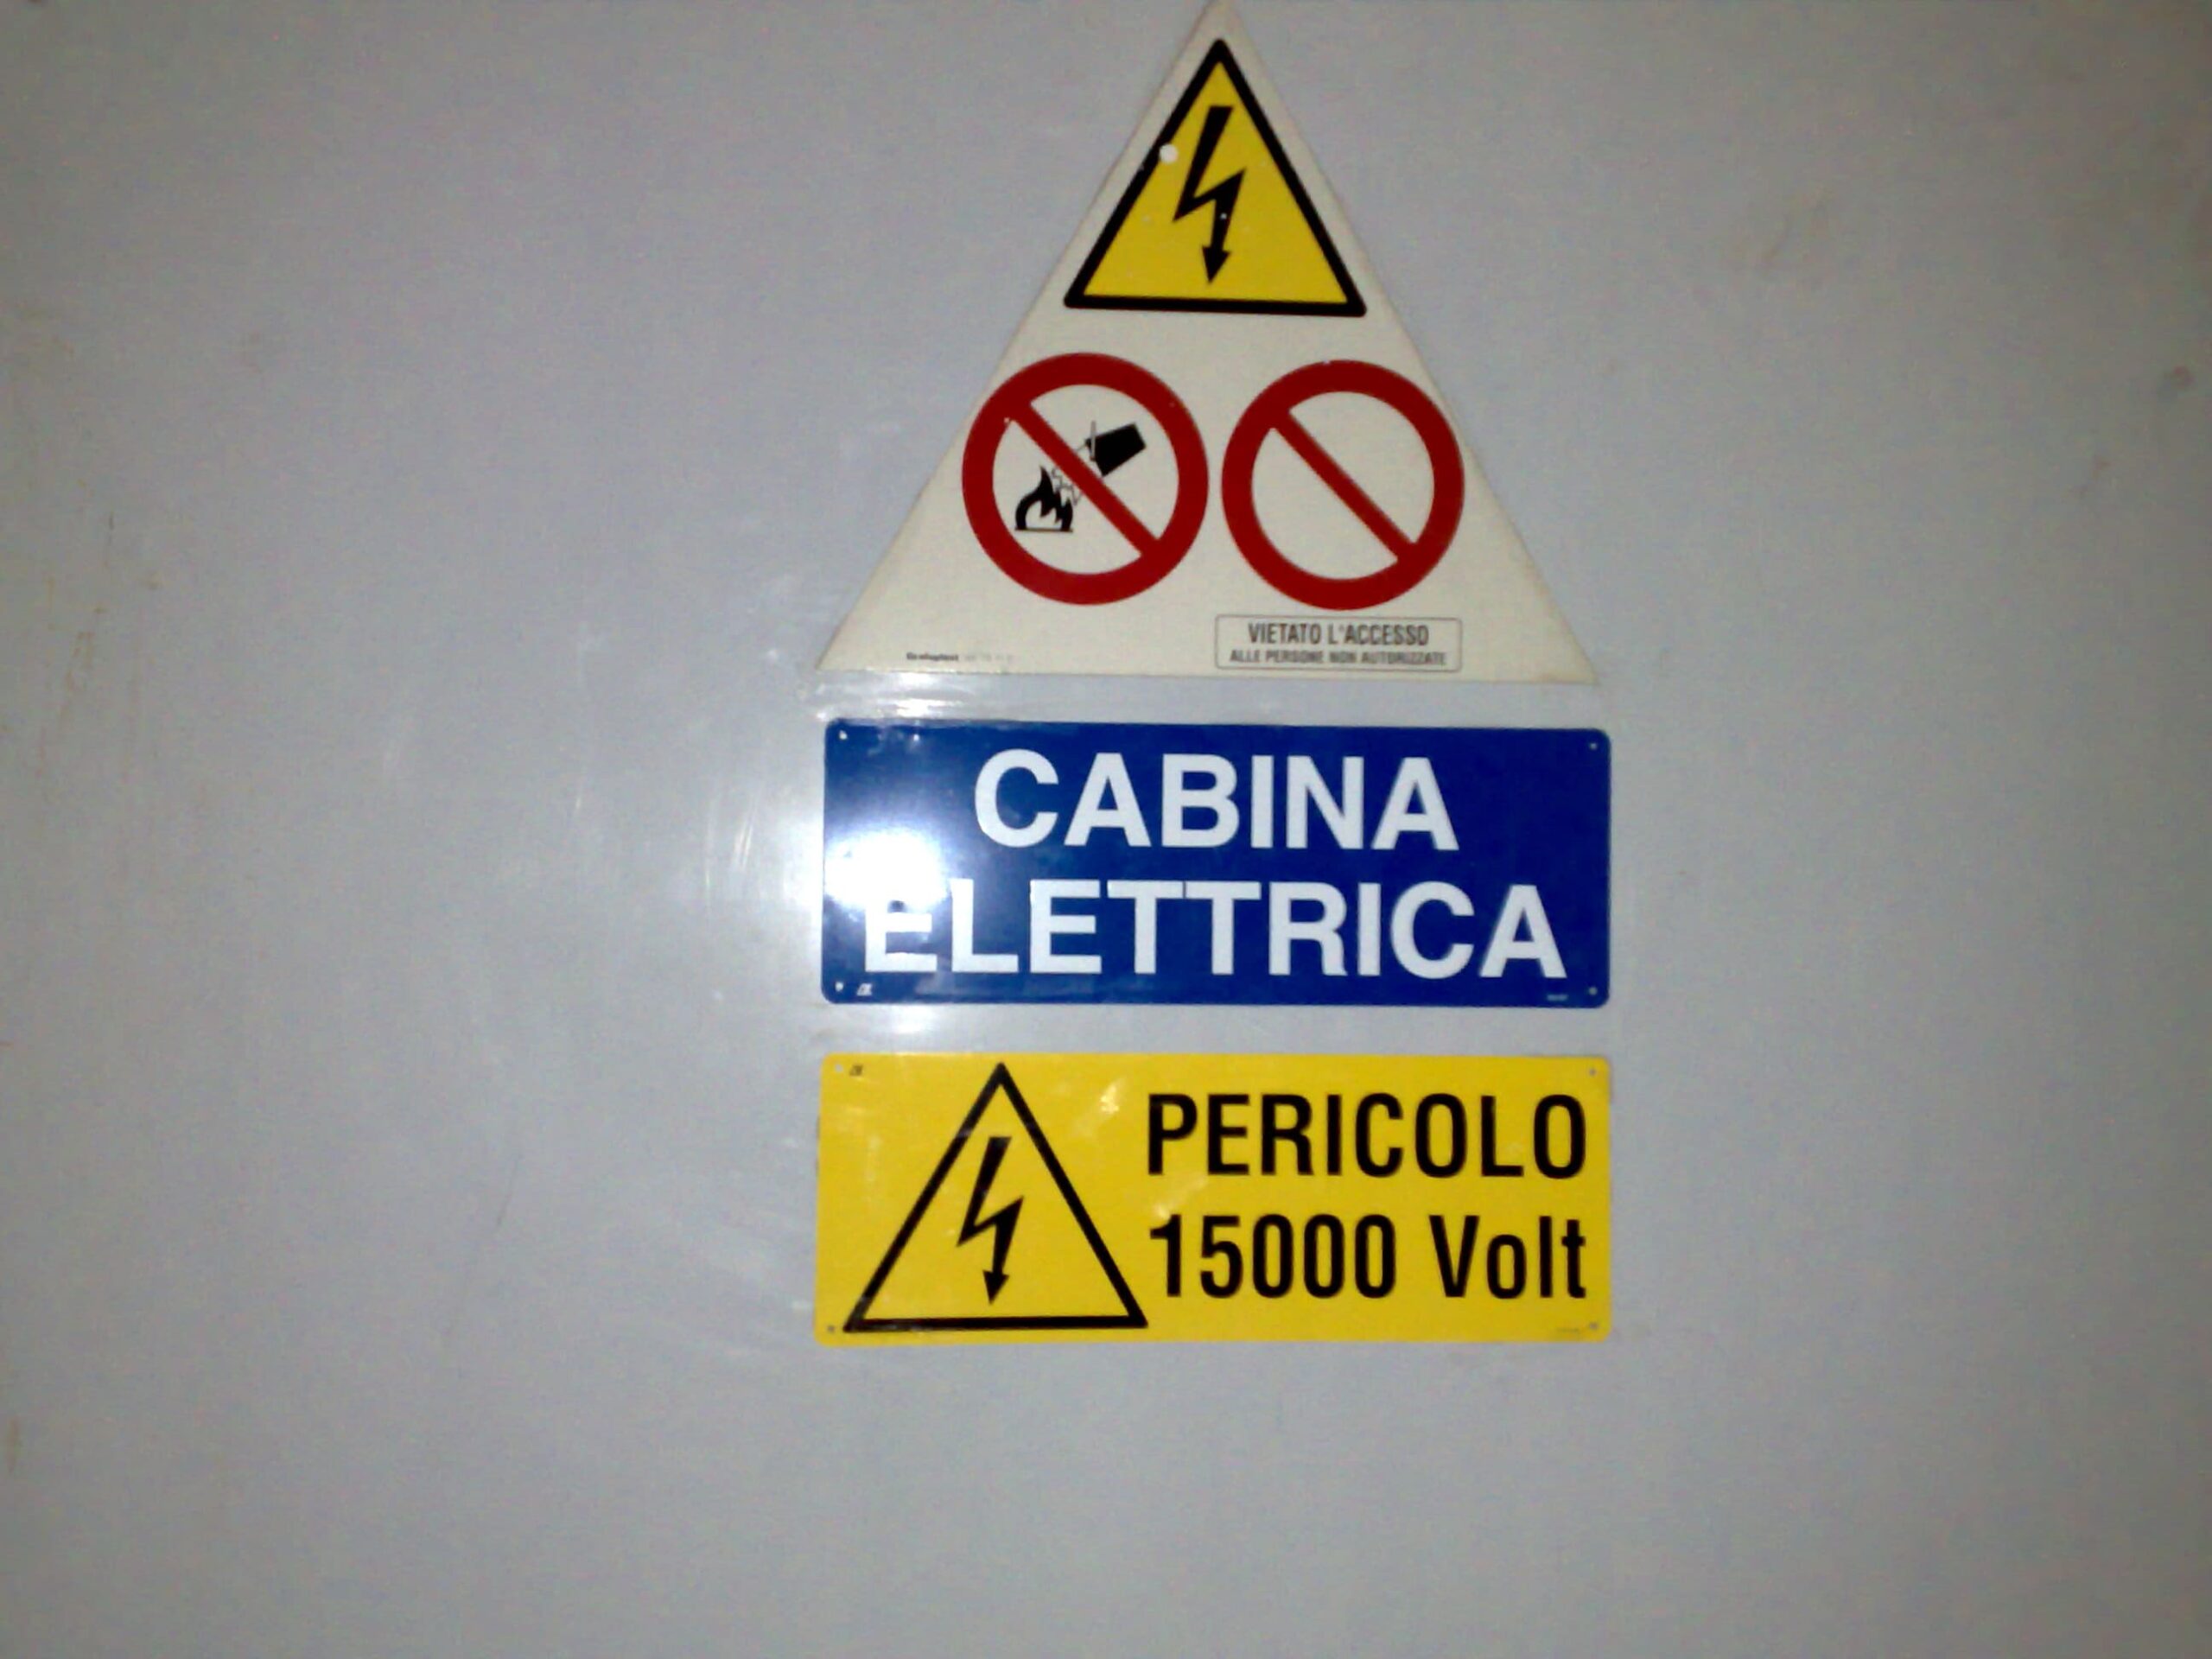 VIETATO L'ACCESSO
ALLE PERSONE NON AUTORIZZATE
CABINA
ELETTRICA
PERICOLO
15000 Volt